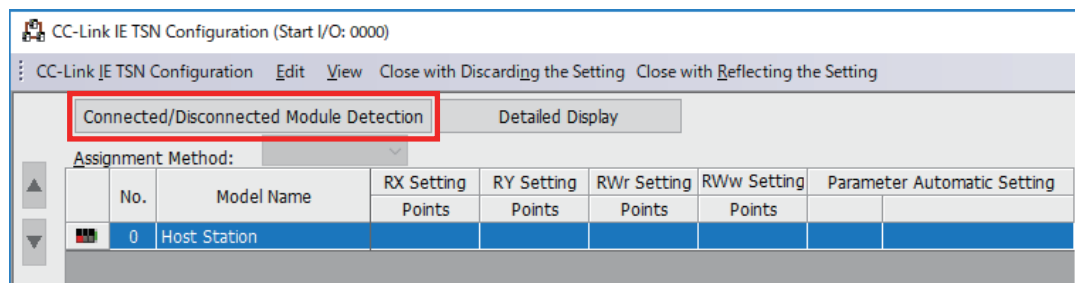 CC-Link IE TSN Configuration (Start I/O: 0000)
CC-Link IE TSN Configuration Edit View Close with Discarding the Setting Close with Reflecting the Setting
Connected/Disconnected Module Detection Detailed Display
Assignment Method:
No. Model Name RX Setting RY Setting RWr Setting RWw Setting Parameter Automatic Setting
Points Points Points Points
0 Host Station